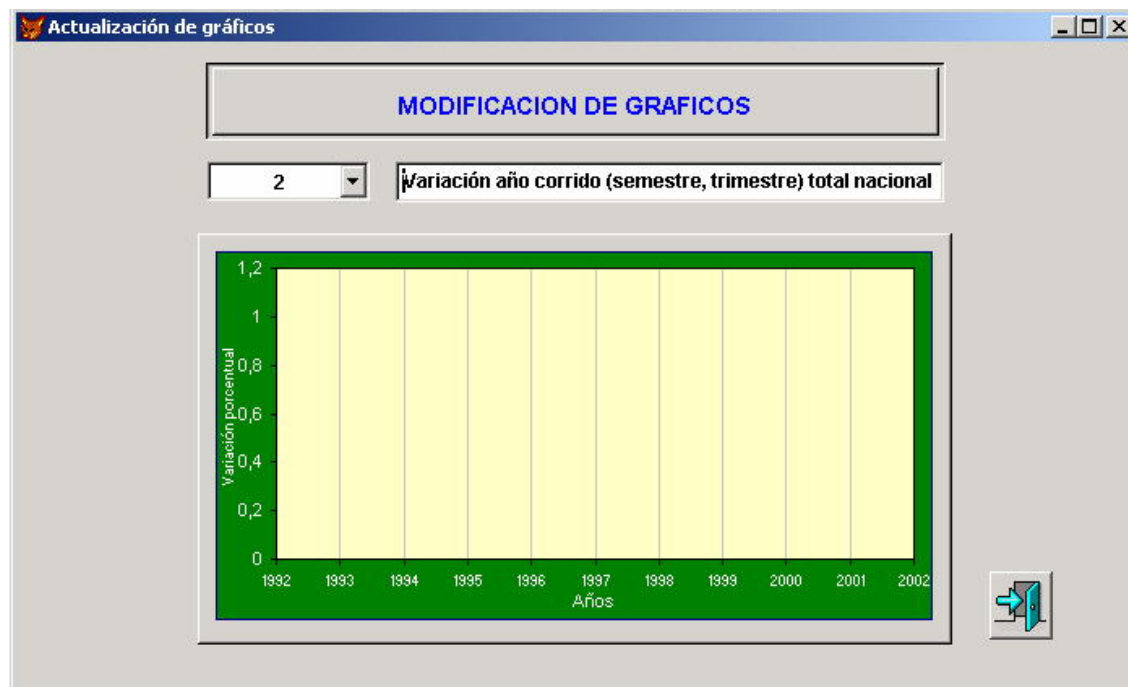 Actualización de gráficos
MODIFICACION DE GRAFICOS
2
Variación año corrido (semestre, trimestre) total nacional
1,2
1
0,8
0,6
0,4
0,2
0
Variación porcentual
1992 1993 1994 1995 1996 1997 1998 1999 2000 2001 2002
Años